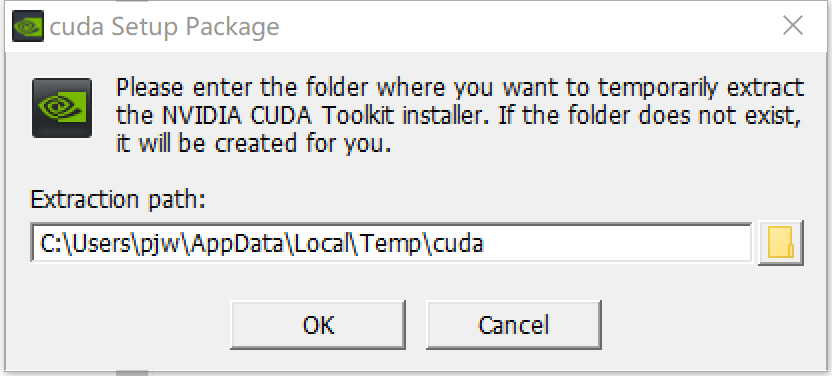 cuda Setup Package
Please enter the folder where you want to temporarily extract
the NVIDIA CUDA Toolkit installer. If the folder does not exist,
it will be created for you.
Extraction path:
C:\Users\pjw\AppData\Local\Temp\cuda
OK Cancel